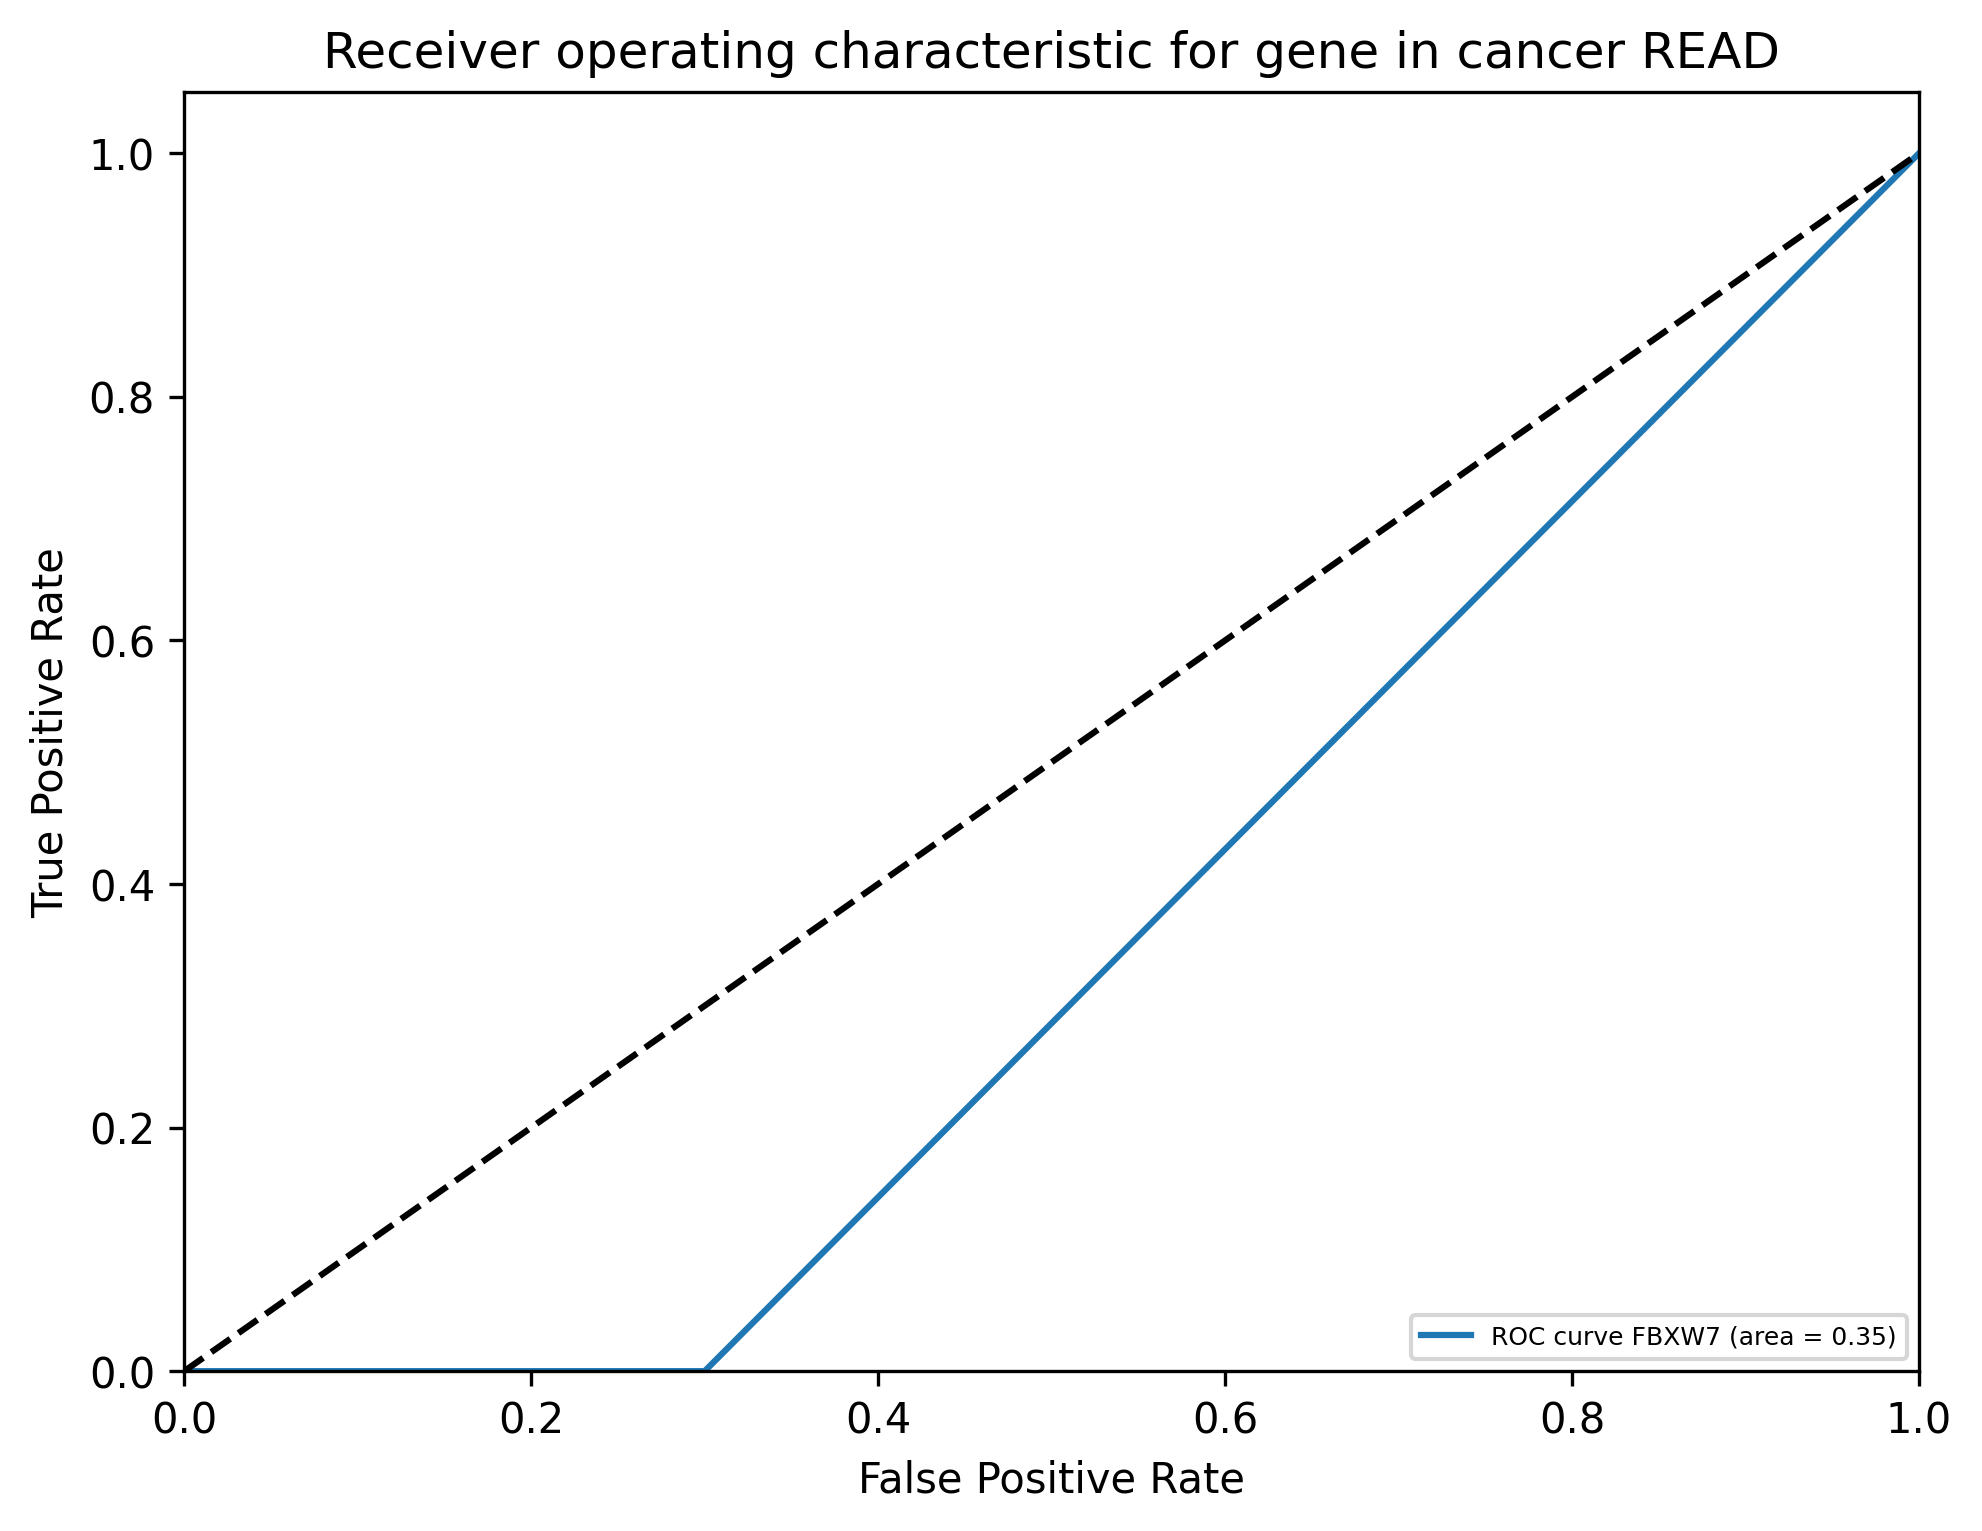 Receiver operating characteristic for gene in cancer READ
1.0
0.8
0.6
0.4
0.2
0.0
True Positive Rate
ROC curve FBXW7 (area = 0.35)
0.0 0.2 0.4 0.6 0.8 1.0
False Positive Rate